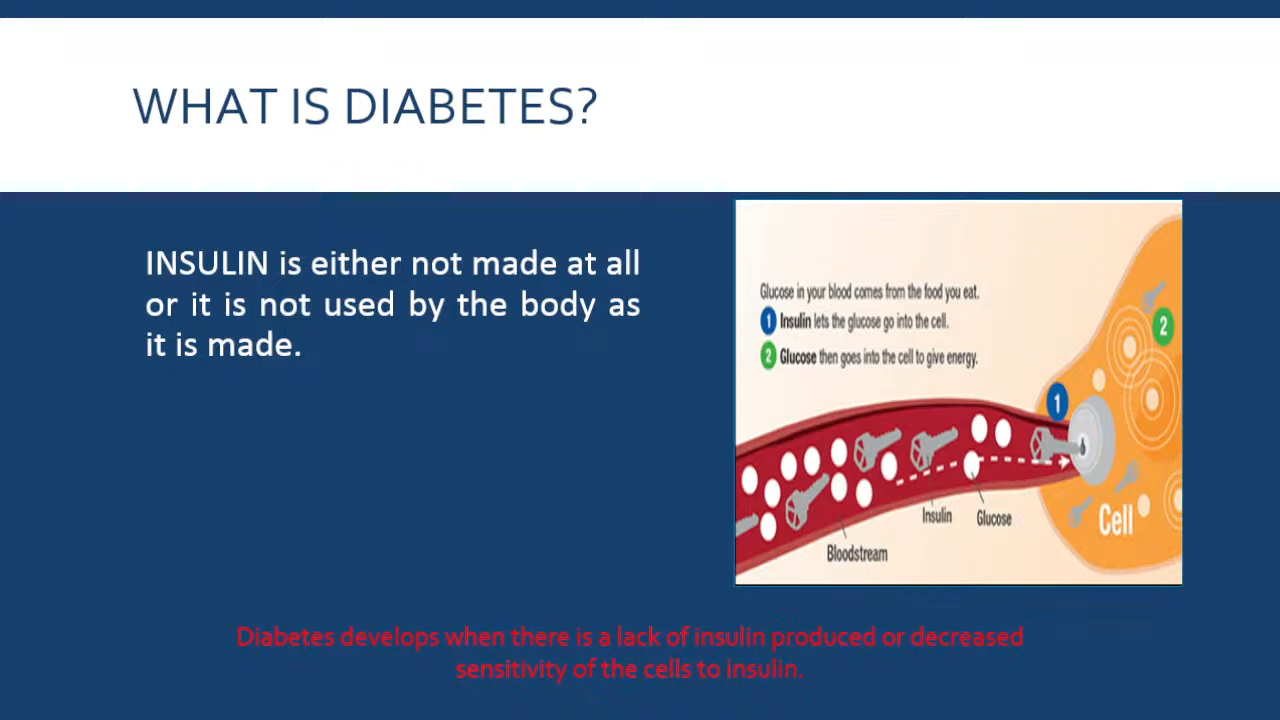 WHAT IS DIABETES?
INSULIN is either not made at all
or it is not used by the body as
it is made.
Glucose in your blood comes from the food you eat.
1 Insulin lets the glucose go into the cell.
2 Glucose then goes into the cell to give energy.
2
1
Insulin
Glucose
Cell
Bloodstream
Diabetes develops when there is a lack of insulin produced or decreased
sensitivity of the cells to insulin.